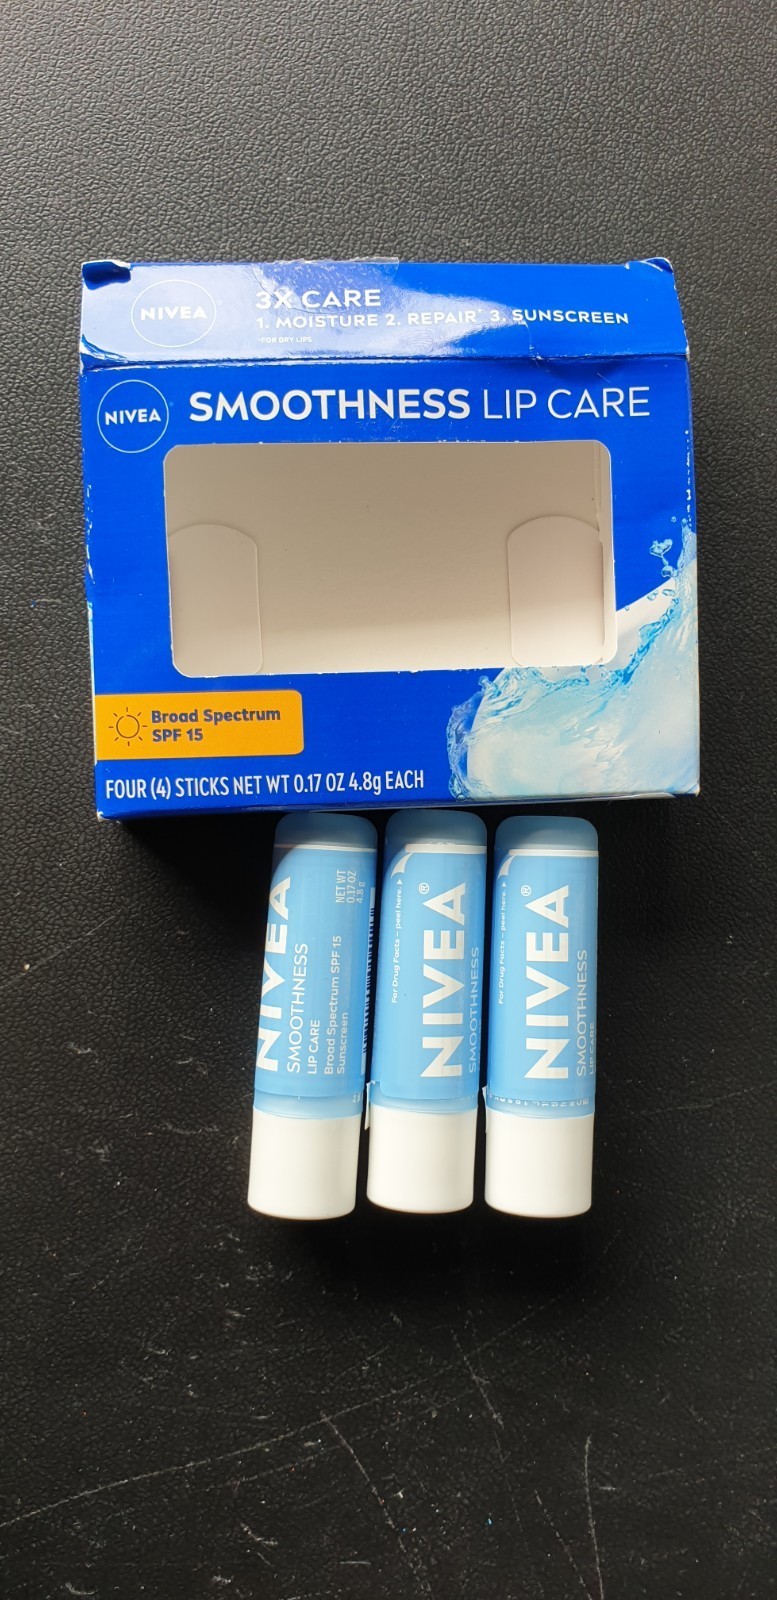 NIVEA
3X CARE
1. MOISTURE 2. REPAIR* 3. SUNSCREEN
*FOR DRY LIPS
NIVEA
SMOOTHNESS LIP CARE
Broad Spectrum
SPF 15
FOUR (4) STICKS NET WT 0.17 OZ 4.8g EACH
NIVEA
SMOOTHNESS
LIP CARE
Broad Spectrum SPF 15
Sunscreen
NET WT
0.17 OZ
4.8 g
For Drug Facts – peel here.
NIVEA®
SMOOTHNESS
For Drug Facts – peel here.
NIVEA®
SMOOTHNESS
LIP CARE